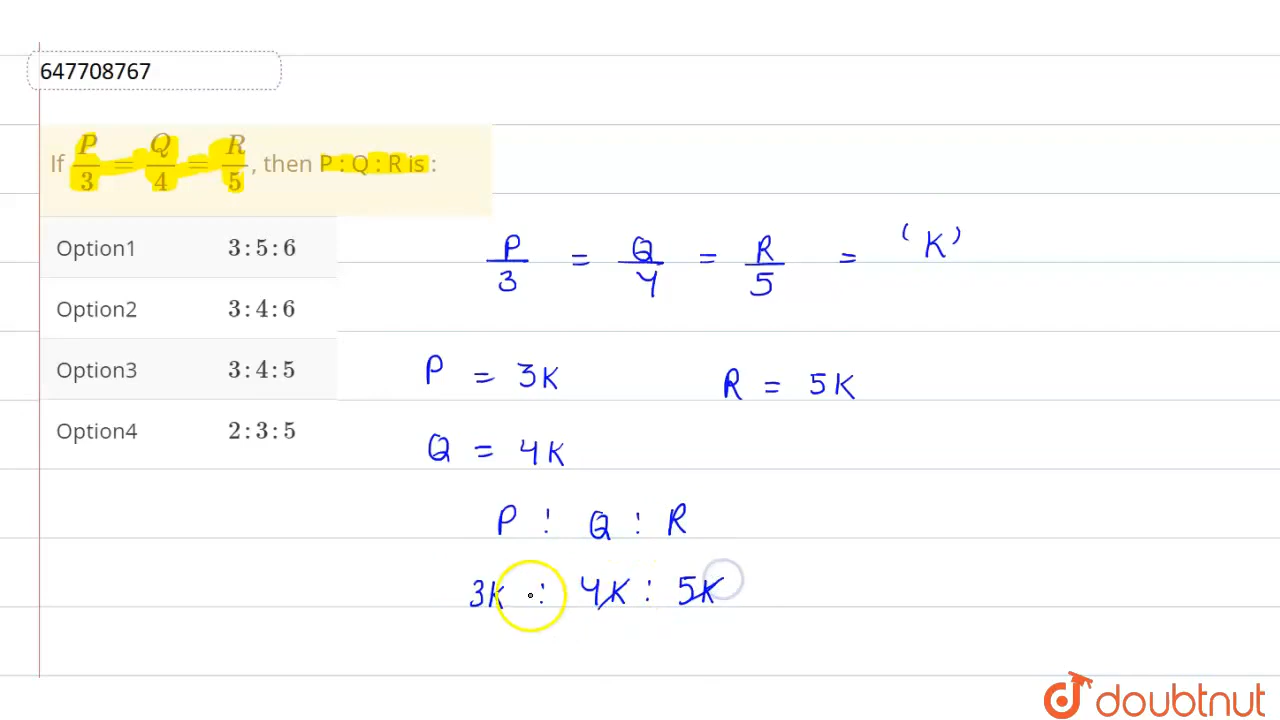 647708767
If P/3 = Q/4 = R/5, then P : Q : R is :
Option1 3 : 5 : 6
Option2 3 : 4 : 6
Option3 3 : 4 : 5
Option4 2 : 3 : 5
P/3 = Q/4 = R/5 = 'K'
P = 3K R = 5K
Q = 4K
P : Q : R
3K : 4K : 5K
doubtnut